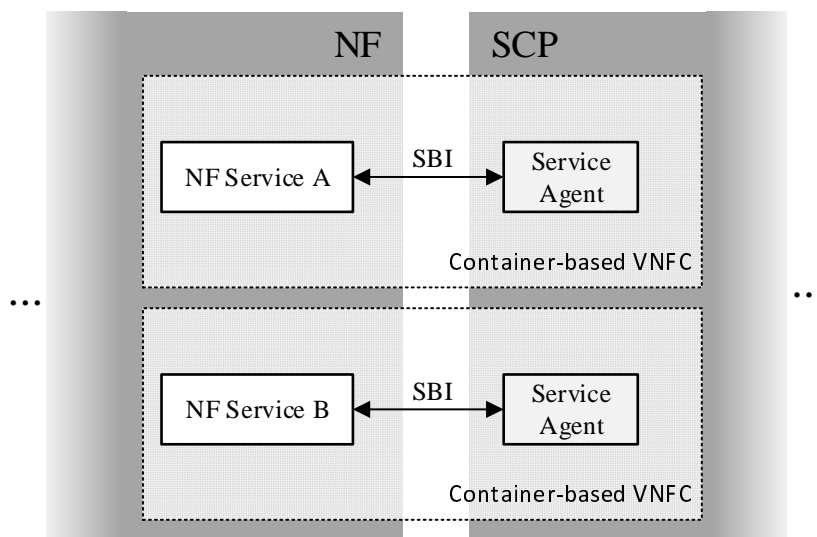 NF SCP
NF Service A
SBI
Service
Agent
Container-based VNFC
...
..
NF Service B
SBI
Service
Agent
Container-based VNFC